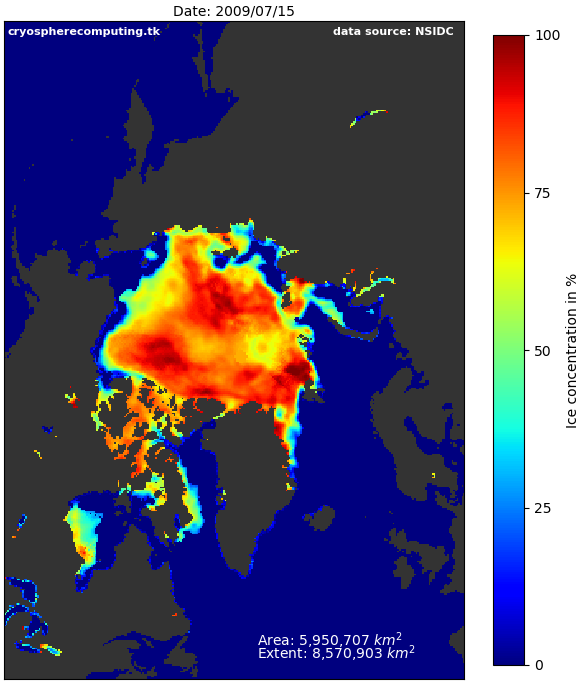 Date: 2009/07/15
cryospherecomputing.tk
data source: NSIDC
100
75
50
25
0
Ice concentration in %
Area: 5,950,707 km²
Extent: 8,570,903 km²